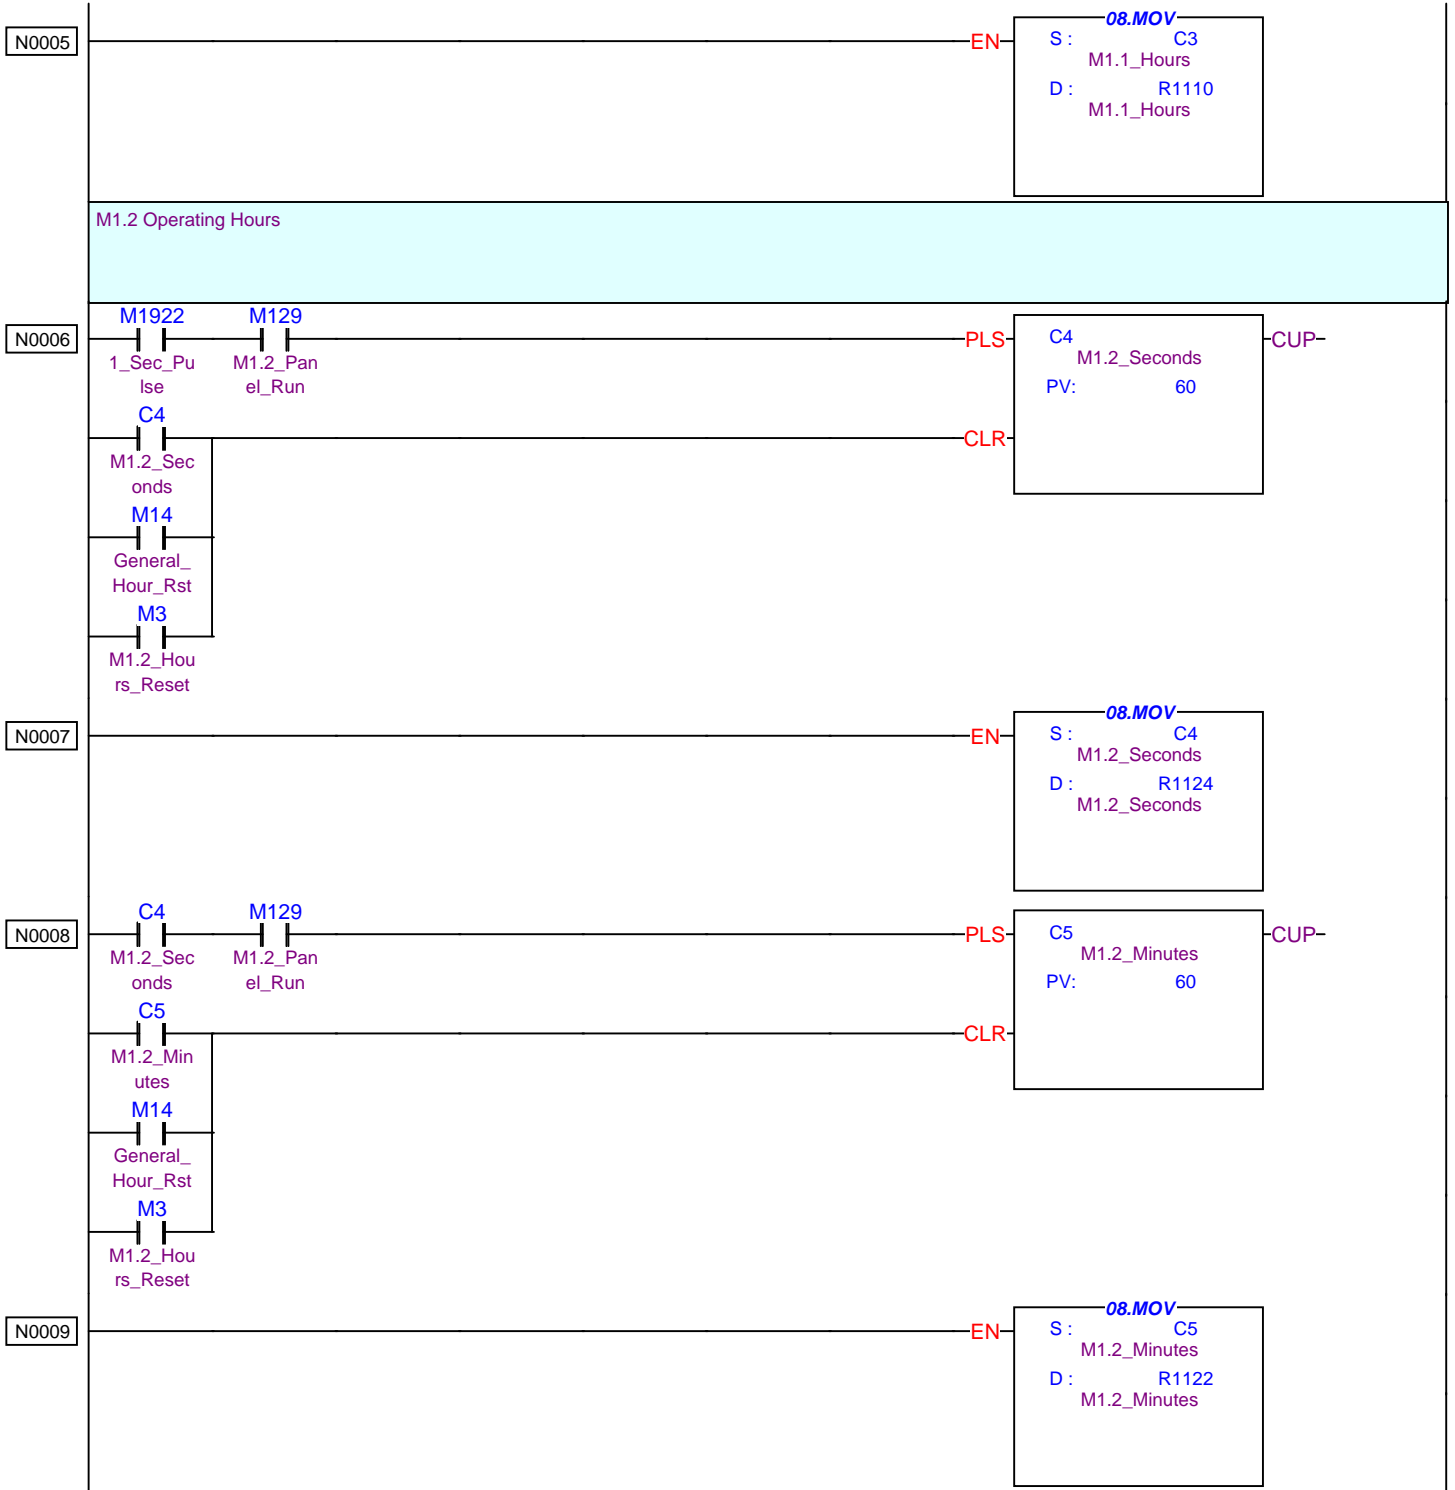 08.MOV
N0005
EN
S : C3
M1.1_Hours
D : R1110
M1.1_Hours
M1.2 Operating Hours
M1922 M129
N0006
PLS
C4
CUP
1_Sec_Pu
lse
M1.2_Pan
el_Run
M1.2_Seconds
PV: 60
C4
CLR
M1.2_Sec
onds
M14
General_
Hour_Rst
M3
M1.2_Hou
rs_Reset
08.MOV
N0007
EN
S : C4
M1.2_Seconds
D : R1124
M1.2_Seconds
C4 M129
N0008
PLS
C5
CUP
M1.2_Sec
onds
M1.2_Pan
el_Run
M1.2_Minutes
PV: 60
C5
CLR
M1.2_Min
utes
M14
General_
Hour_Rst
M3
M1.2_Hou
rs_Reset
08.MOV
N0009
EN
S : C5
M1.2_Minutes
D : R1122
M1.2_Minutes